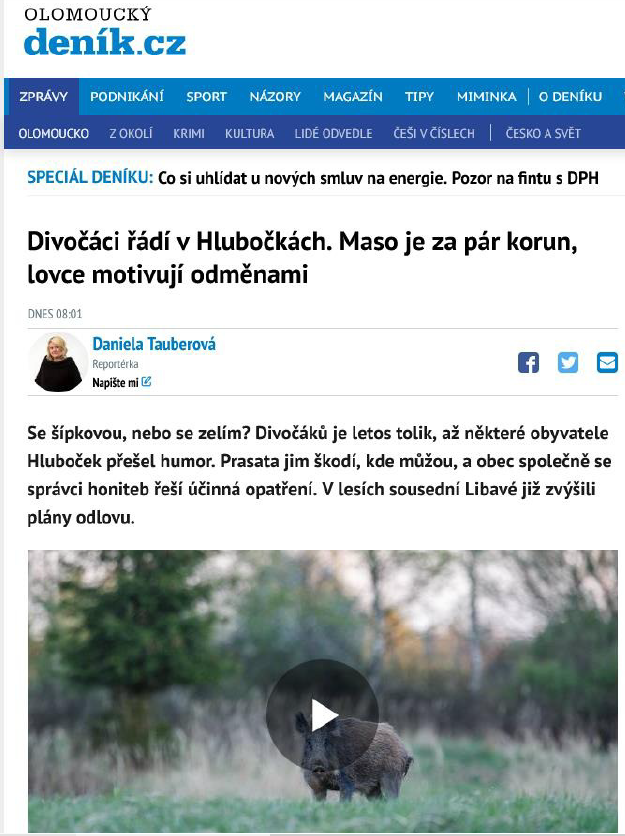 OLOMOUCKÝ
deník.cz
ZPRÁVY PODNIKÁNÍ SPORT NÁZORY MAGAZÍN TIPY MIMINKA O DENÍKU
OLOMOUCKO Z OKOLÍ KRIMI KULTURA LIDÉ ODVEDLE ČEŠI V ČÍSLECH ČESKO A SVĚT
SPECIÁL DENÍKU: Co si uhlídat u nových smluv na energie. Pozor na fintu s DPH
Divočáci řádí v Hlubočkách. Maso je za pár korun,
lovce motivují odměnami
DNES 08:01
Daniela Tauberová
Reportérka
Napište mi
Se šípkovou, nebo se zelím? Divočáků je letos tolik, až některé obyvatele
Hluboček přešel humor. Prasata jim škodí, kde můžou, a obec společně se
správci honiteb řeší účinná opatření. V lesích sousední Libavé již zvýšili
plány odlovu.